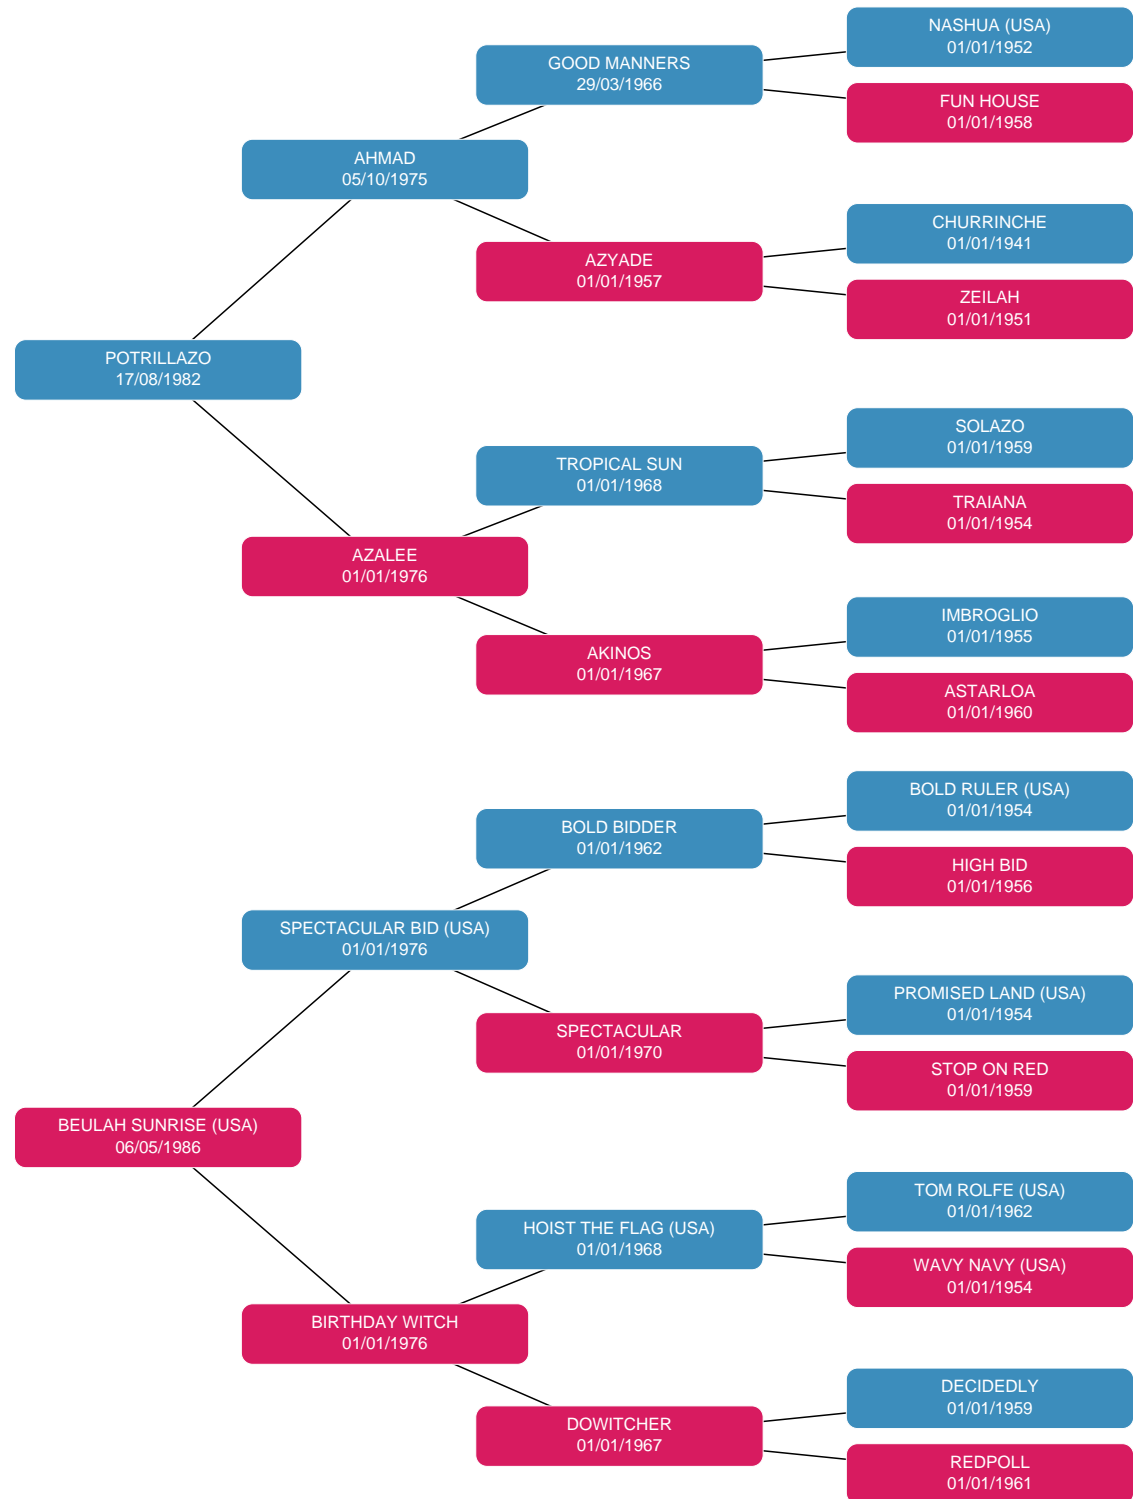 NASHUA (USA)
01/01/1952
GOOD MANNERS
29/03/1966
FUN HOUSE
01/01/1958
AHMAD
05/10/1975
CHURRINCHE
01/01/1941
AZYADE
01/01/1957
ZEILAH
01/01/1951
POTRILLAZO
17/08/1982
SOLAZO
01/01/1959
TROPICAL SUN
01/01/1968
TRAIANA
01/01/1954
AZALEE
01/01/1976
IMBROGLIO
01/01/1955
AKINOS
01/01/1967
ASTARLOA
01/01/1960
BOLD RULER (USA)
01/01/1954
BOLD BIDDER
01/01/1962
HIGH BID
01/01/1956
SPECTACULAR BID (USA)
01/01/1976
PROMISED LAND (USA)
01/01/1954
SPECTACULAR
01/01/1970
STOP ON RED
01/01/1959
BEULAH SUNRISE (USA)
06/05/1986
TOM ROLFE (USA)
01/01/1962
HOIST THE FLAG (USA)
01/01/1968
WAVY NAVY (USA)
01/01/1954
BIRTHDAY WITCH
01/01/1976
DECIDEDLY
01/01/1959
DOWITCHER
01/01/1967
REDPOLL
01/01/1961